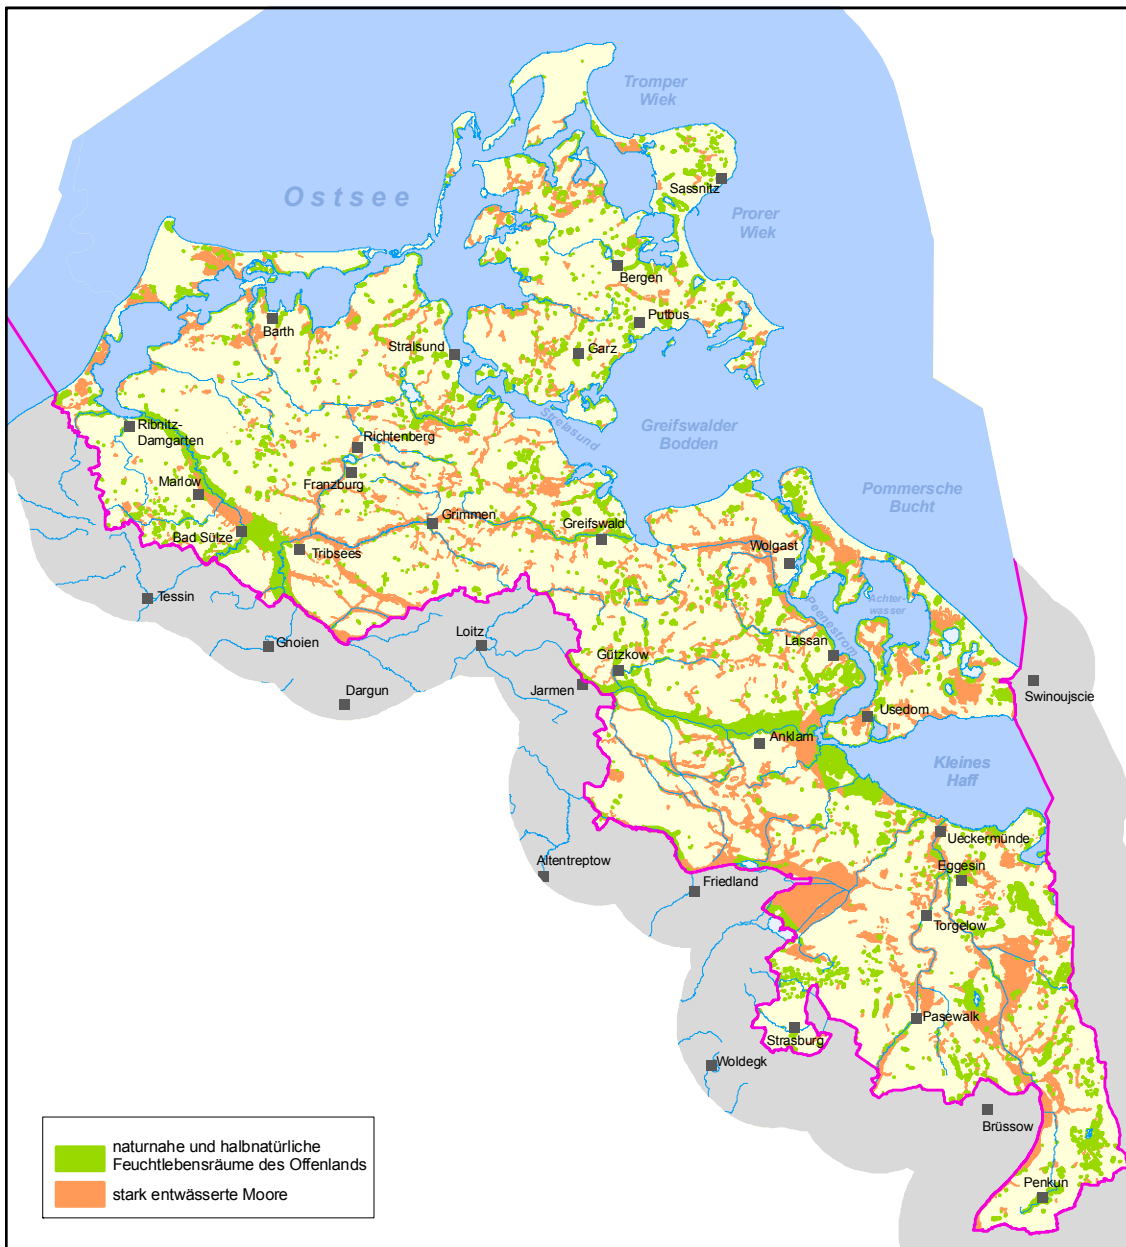 Tromper
Wiek
Ostsee
Sassnitz
Prorer
Wiek
Bergen
Putbus
Barth
Stralsund
Garz
Strelasund
Greifswalder
Bodden
Ribnitz-
Damgarten
Richtenberg
Franzburg
Marlow
Pommersche
Bucht
Grimmen
Greifswald
Bad Sülze
Tribsees
Wolgast
Tessin
Peenestrom
Achter-
wasser
Gnoien
Loitz
Lassan
Gützkow
Dargun
Jarmen
Swinoujscie
Usedom
Anklam
Kleines
Haff
Ueckermünde
Altentreptow
Eggesin
Friedland
Torgelow
Pasewalk
Strasburg
Woldegk
Brüssow
Penkun
naturnahe und halbnatürliche
Feuchtlebensräume des Offenlands
stark entwässerte Moore